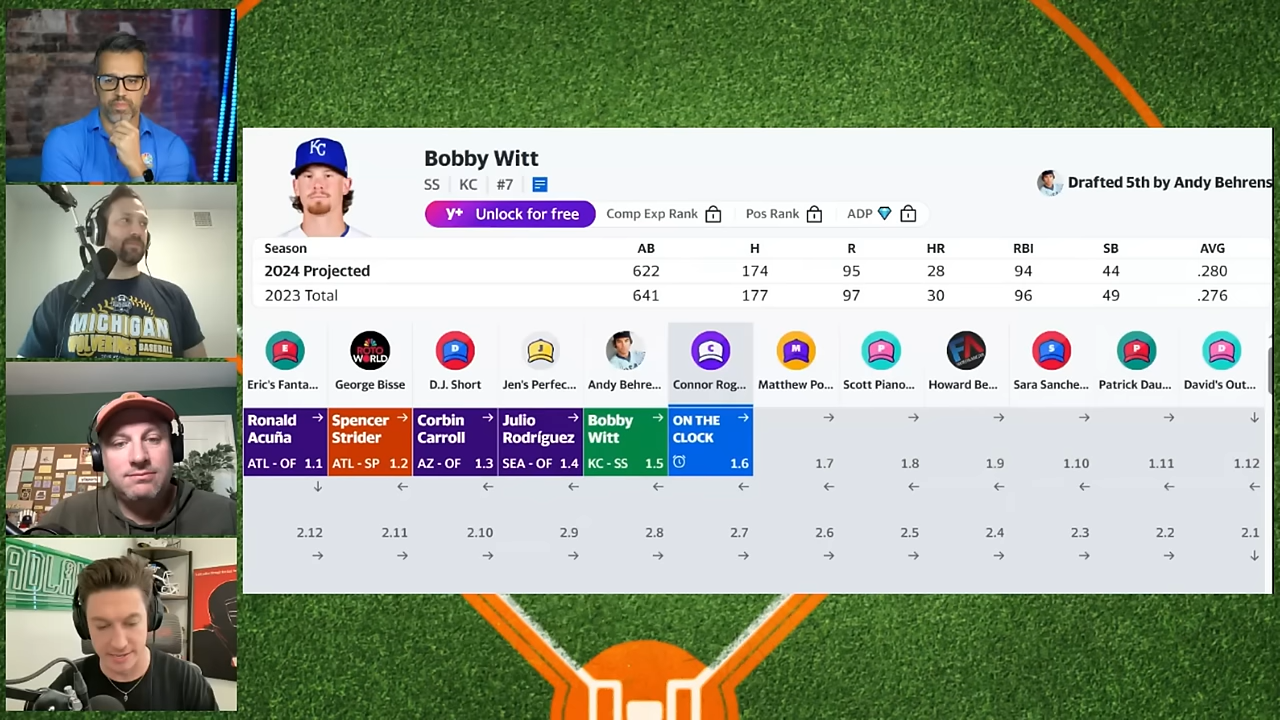 MICHIGAN
WOLVERINES BASEBALL
ADLA
KC
Bobby Witt
SS KC #7
Drafted 5th by Andy Behrens
y+ Unlock for free Comp Exp Rank Pos Rank ADP
Season AB H R HR RBI SB AVG
2024 Projected 622 174 95 28 94 44 .280
2023 Total 641 177 97 30 96 49 .276
E ROTO WORLD D J C M P FA S P D
Eric's Fanta... George Bisse D.J. Short Jen's Perfec... Andy Behre... Connor Rog... Matthew Po... Scott Piano... Howard Be... Sara Sanche... Patrick Dau... David's Out...
Ronald Acuña
ATL - OF 1.1
Spencer Strider
ATL - SP 1.2
Corbin Carroll
AZ - OF 1.3
Julio Rodríguez
SEA - OF 1.4
Bobby Witt
KC - SS 1.5
ON THE CLOCK
1.6
1.7 1.8 1.9 1.10 1.11 1.12
2.12 2.11 2.10 2.9 2.8 2.7 2.6 2.5 2.4 2.3 2.2 2.1